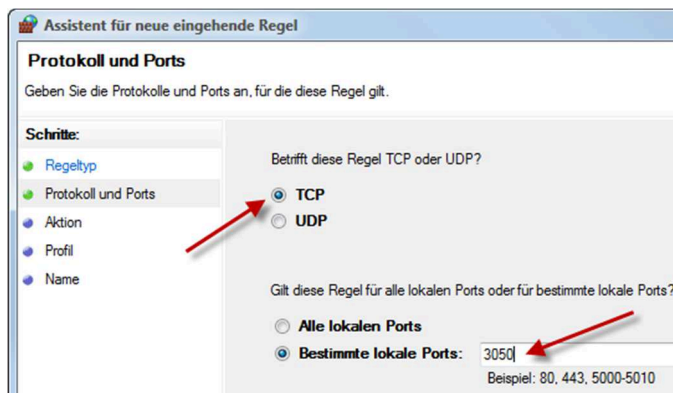 Assistent für neue eingehende Regel
Protokoll und Ports
Geben Sie die Protokolle und Ports an, für die diese Regel gilt.
Schritte:
Regeltyp
Protokoll und Ports
Aktion
Profil
Name
Betrifft diese Regel TCP oder UDP?
TCP
UDP
Gilt diese Regel für alle lokalen Ports oder für bestimmte lokale Ports?
Alle lokalen Ports
Bestimmte lokale Ports: 3050
Beispiel: 80, 443, 5000-5010